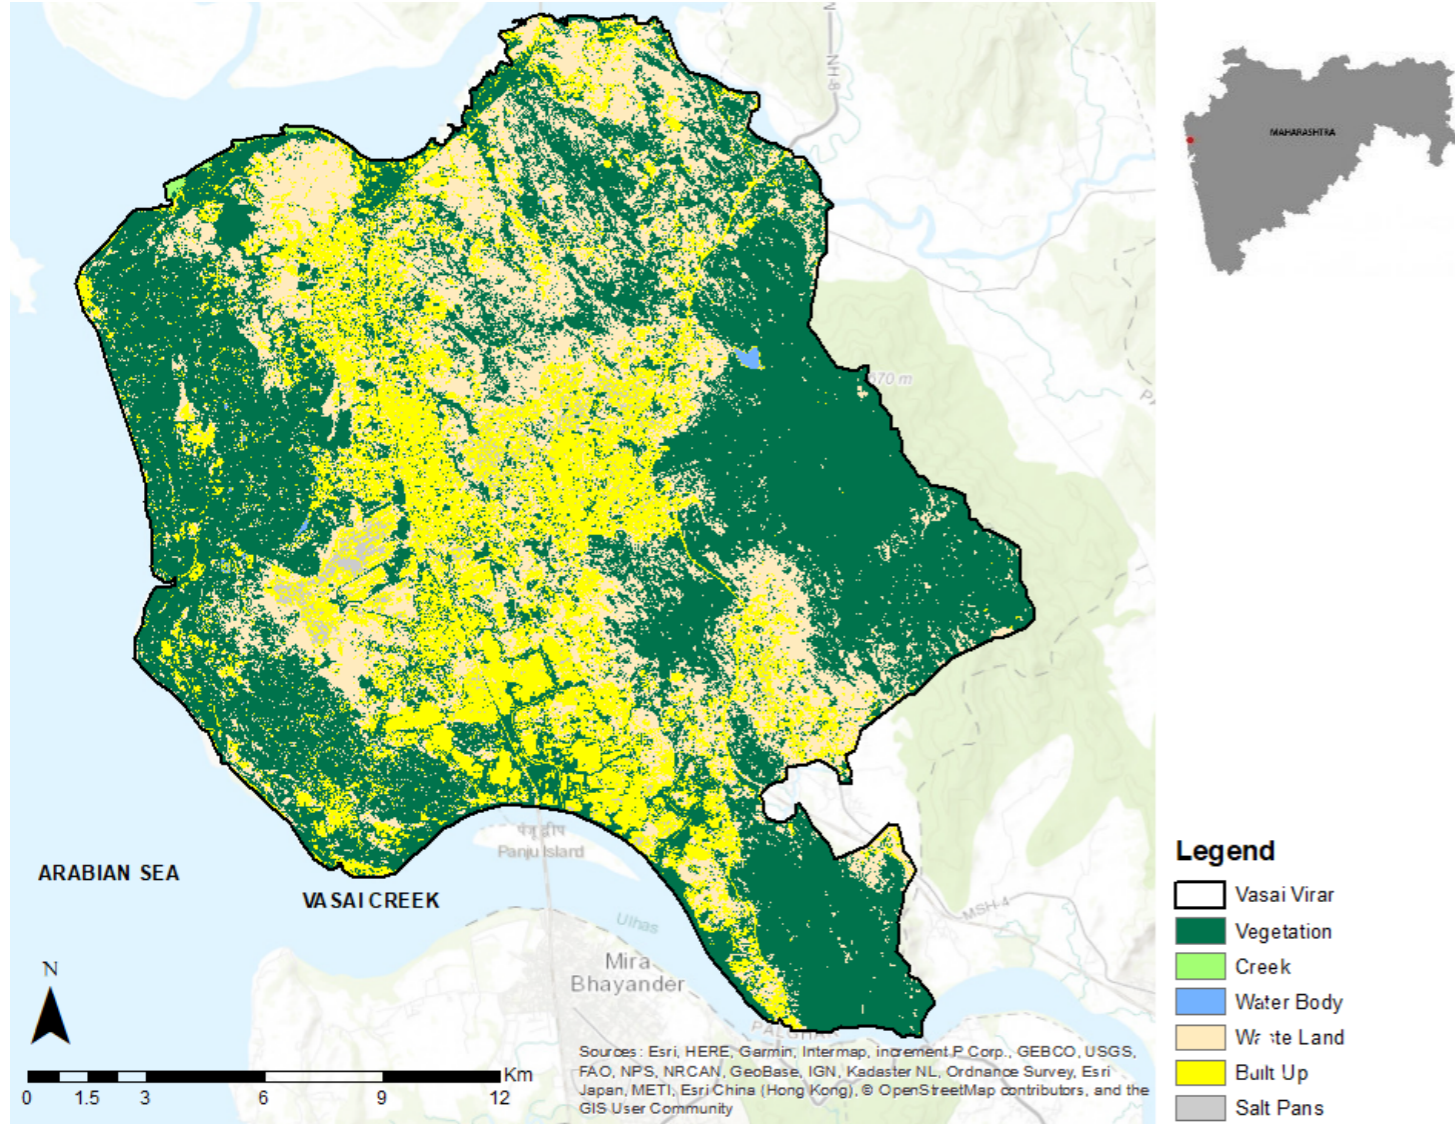 NH-8
MAHARASHTRA
670 m
ARABIAN SEA
VASAI CREEK
Panju Island
Ulhas
Mira
Bhayander
MSH-4
PALGHAR
N
0 1.5 3 6 9 12 Km
Sources: Esri, HERE, Garmin, Intermap, increment P Corp., GEBCO, USGS,
FAO, NPS, NRCAN, GeoBase, IGN, Kadaster NL, Ordnance Survey, Esri
Japan, METI, Esri China (Hong Kong), © OpenStreetMap contributors, and the
GIS User Community
Legend
Vasai Virar
Vegetation
Creek
Water Body
Waste Land
Built Up
Salt Pans